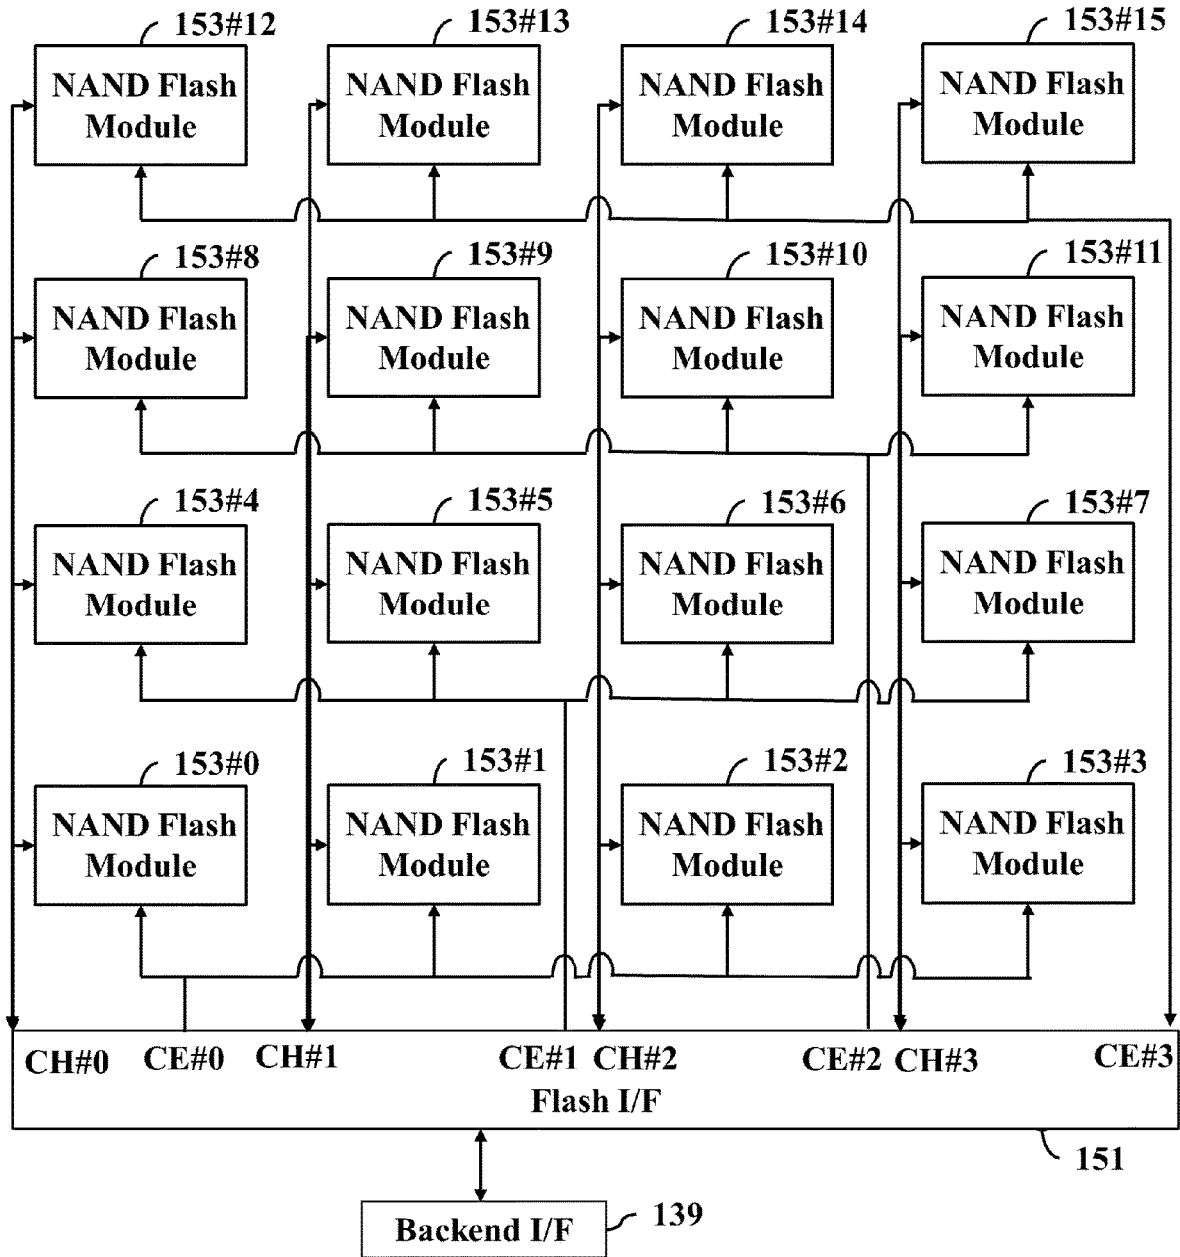 153#12
153#13
153#14
153#15
NAND Flash
Module
NAND Flash
Module
NAND Flash
Module
NAND Flash
Module
153#8
153#9
153#10
153#11
NAND Flash
Module
NAND Flash
Module
NAND Flash
Module
NAND Flash
Module
153#4
153#5
153#6
153#7
NAND Flash
Module
NAND Flash
Module
NAND Flash
Module
NAND Flash
Module
153#0
153#1
153#2
153#3
NAND Flash
Module
NAND Flash
Module
NAND Flash
Module
NAND Flash
Module
CH#0
CE#0
CH#1
CE#1
CH#2
CE#2
CH#3
CE#3
Flash I/F
151
Backend I/F
139